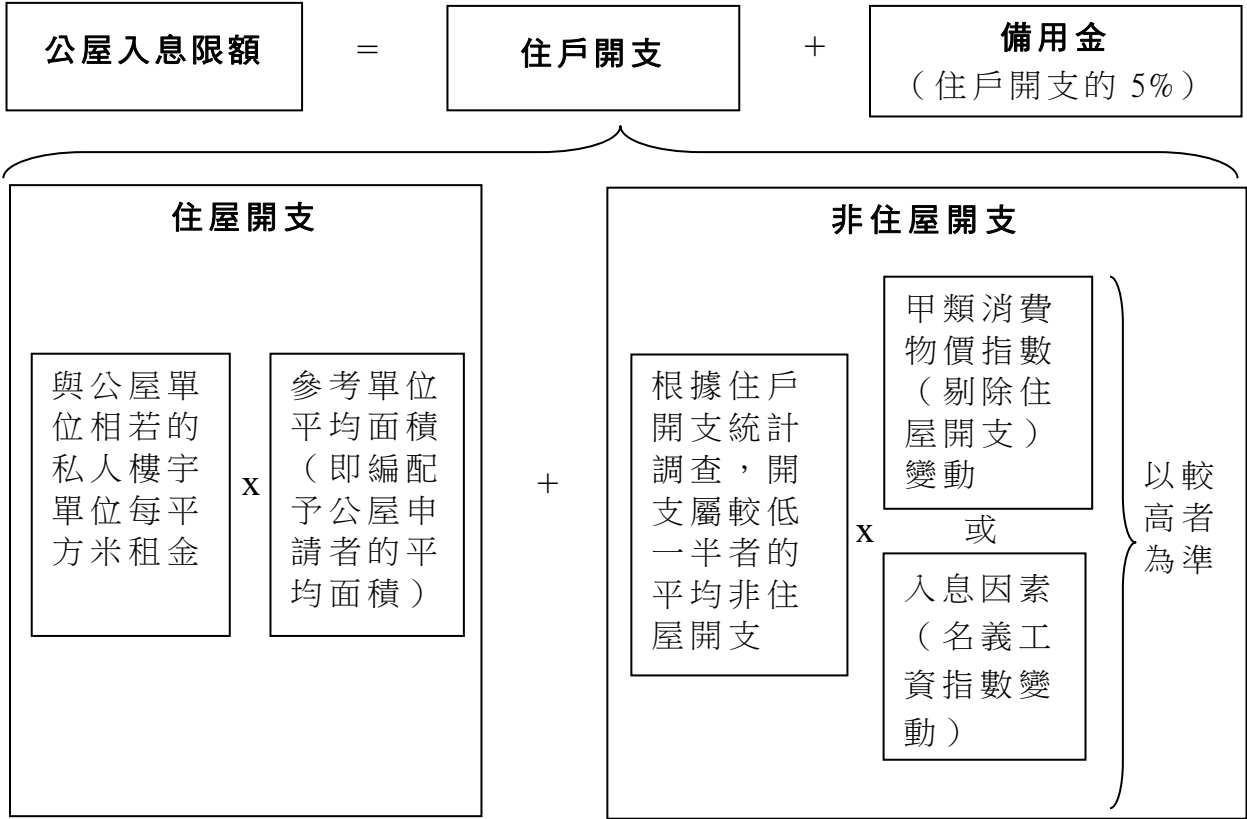 公屋入息限額
=
住戶開支
+
備用金
（住戶開支的 5%）
住屋開支
與公屋單
位相若的
私人樓宇
單位每平
方米租金
x
參考單位
平均面積
（即編配
予公屋申
請者的平
均面積）
+
非住屋開支
根據住戶
開支統計
調查，開
支屬較低
一半者的
平均非住
屋開支
x
甲類消費
物價指數
（剔除住
屋開支）
變動
或
入息因素
（名義工
資指數變
動）
以較
高者
為準